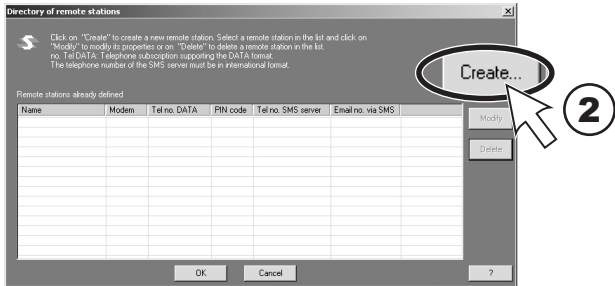 Directory of remote stations
Click on "Create" to create a new remote station. Select a remote station in the list and click on
"Modify" to modify its properties or on "Delete" to delete a remote station in the list.
no. Tel DATA: Telephone subscription supporting the DATA format.
The telephone number of the SMS server must be in international format.
Create...
2
Remote stations already defined
Name Modem Tel no. DATA PIN code Tel no. SMS server Email no. via SMS
Modify
Delete
OK Cancel ?